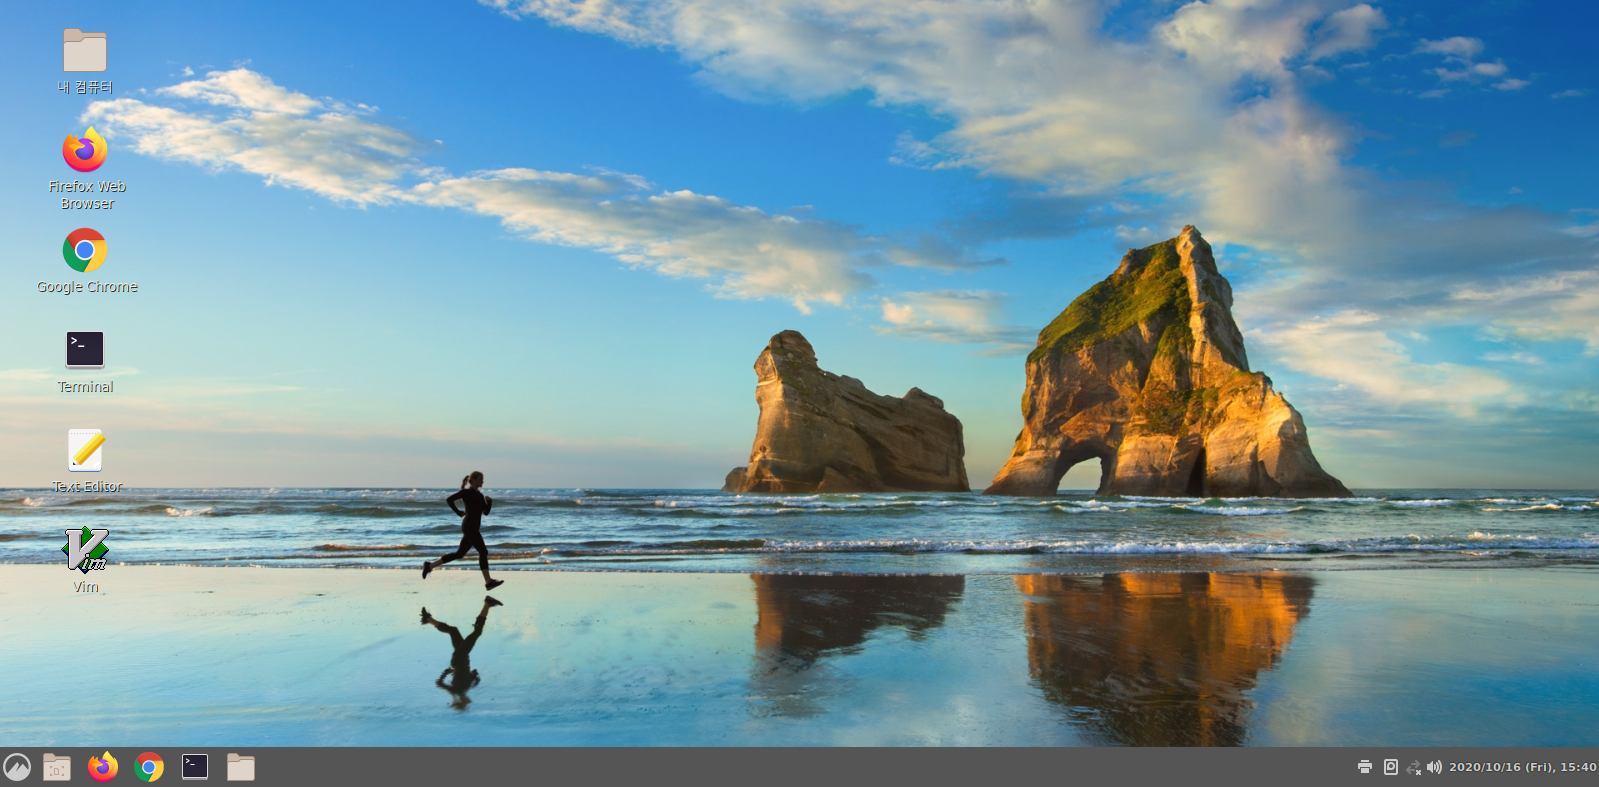 내 컴퓨터
Firefox Web
Browser
Google Chrome
>_
Terminal
Text Editor
Vim
Vim
>_
2020/10/16 (Fri), 15:40